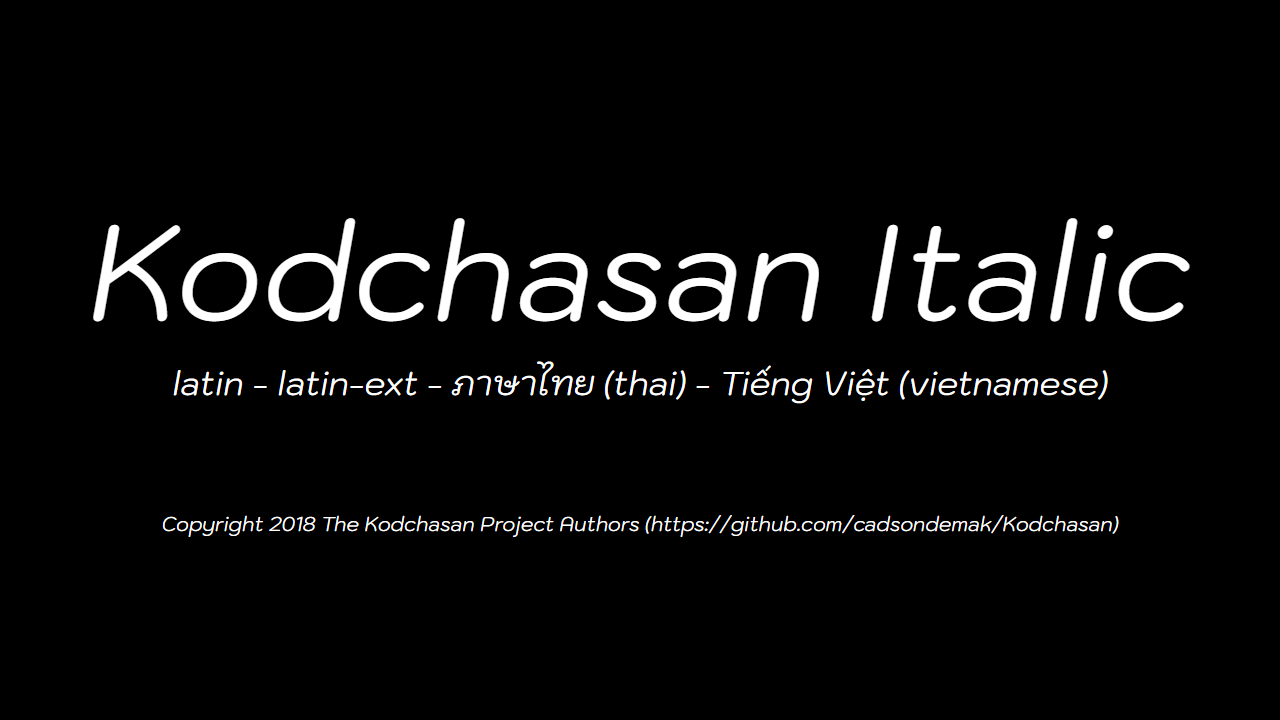 Kodchasan Italic
latin - latin-ext - ภาษาไทย (thai) - Tiếng Việt (vietnamese)
Copyright 2018 The Kodchasan Project Authors (https://github.com/cadsondemak/Kodchasan)